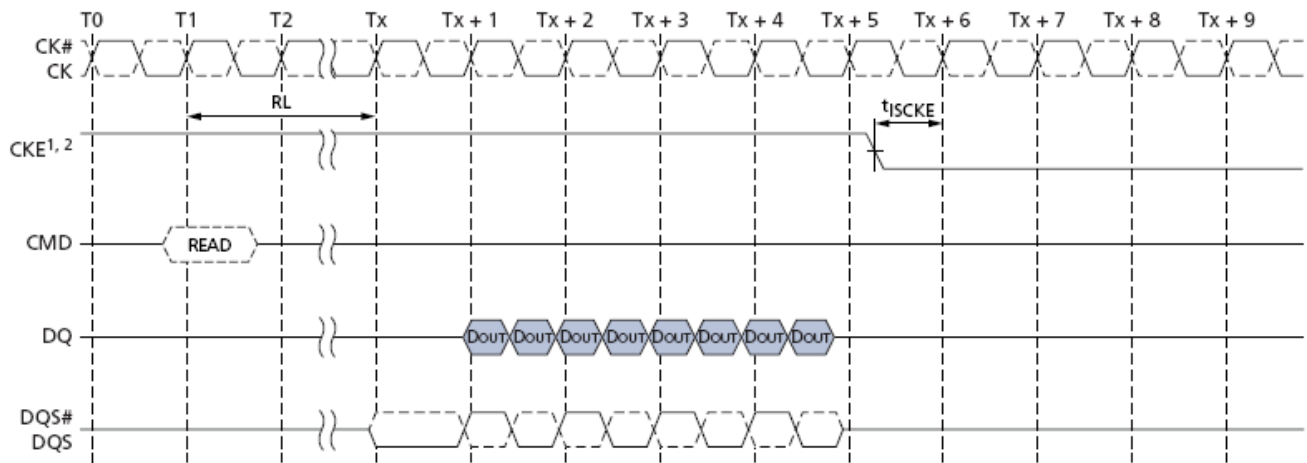 T0 T1 T2 Tx Tx + 1 Tx + 2 Tx + 3 Tx + 4 Tx + 5 Tx + 6 Tx + 7 Tx + 8 Tx + 9
CK#
CK
RL
tISCKE
CKE1, 2
CMD READ
DQ DOUT DOUT DOUT DOUT DOUT DOUT DOUT DOUT
DQS#
DQS